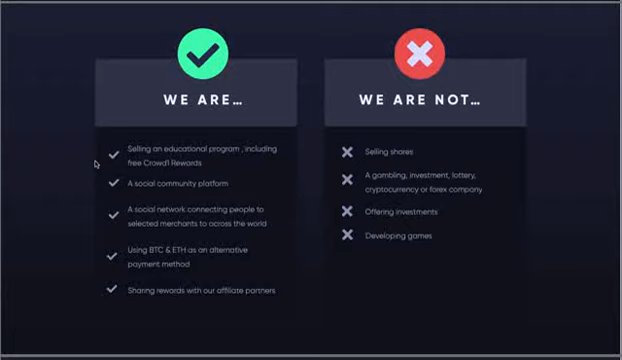 WE ARE...
Selling an educational program , including
free Crowd1 Rewards
A social community platform
A social network connecting people to
selected merchants to across the world
Using BTC & ETH as an alternative
payment method
Sharing rewards with our affiliate partners
WE ARE NOT...
Selling shares
A gambling, investment, lottery,
cryptocurrency or forex company
Offering investments
Developing games